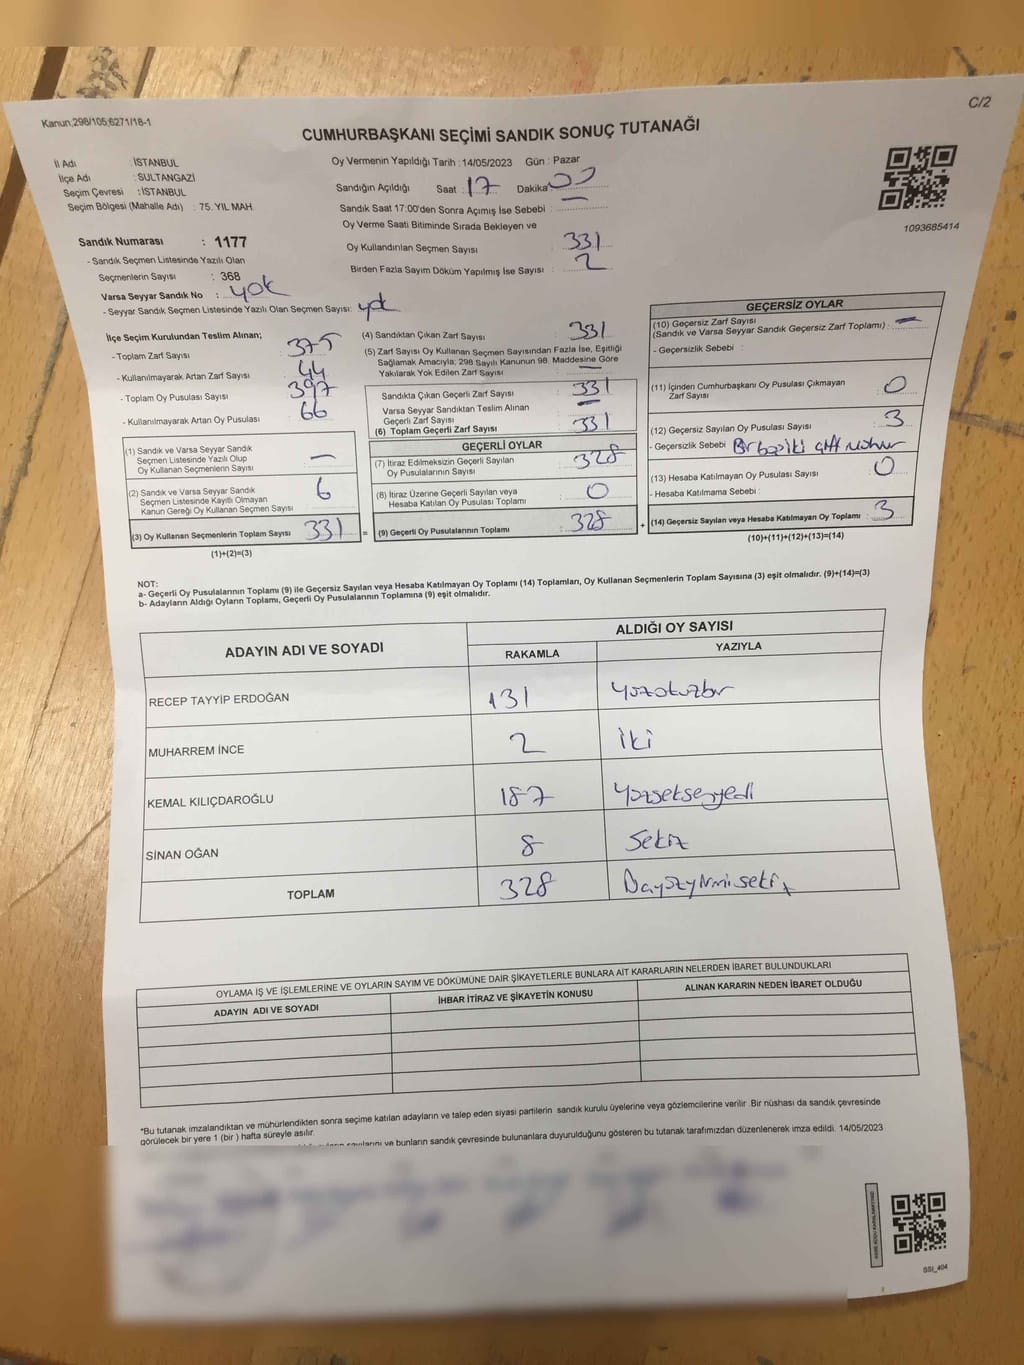 C/2
Kanun;298/105;6271/18-1
CUMHURBAŞKANI SEÇİMİ SANDIK SONUÇ TUTANAĞI
İl Adı : İSTANBUL
İlçe Adı : SULTANGAZİ
Seçim Çevresi : İSTANBUL
Seçim Bölgesi (Mahalle Adı) : 75. YIL MAH.
Oy Vermenin Yapıldığı Tarih : 14/05/2023 Gün : Pazar
Sandığın Açıldığı Saat : 17 Dakika
Sandık Saat 17:00'den Sonra Açımış İse Sebebi : —
Oy Verme Saati Bitiminde Sırada Bekleyen ve
Oy Kullandırılan Seçmen Sayısı 331
Birden Fazla Sayım Döküm Yapılmış İse Sayısı : 2
1093685414
Sandık Numarası : 1177
- Sandık Seçmen Listesinde Yazılı Olan
Seçmenlerin Sayısı : 368
Varsa Seyyar Sandık No : yok
- Seyyar Sandık Seçmen Listesinde Yazılı Olan Seçmen Sayısı: yok
İlçe Seçim Kurulundan Teslim Alınan;
- Toplam Zarf Sayısı : 375
- Kullanılmayarak Artan Zarf Sayısı : 44
- Toplam Oy Pusulası Sayısı : 397
- Kullanılmayarak Artan Oy Pusulası : 66
(1) Sandık ve Varsa Seyyar Sandık
Seçmen Listesinde Yazılı Olup
Oy Kullanan Seçmenlerin Sayısı : —
(2) Sandık ve Varsa Seyyar Sandık
Seçmen Listesinde Kayıtlı Olmayan
Kanun Gereği Oy Kullanan Seçmen Sayısı : 6
(3) Oy Kullanan Seçmenlerin Toplam Sayısı 331 =
(1)+(2)=(3)
(4) Sandıktan Çıkan Zarf Sayısı : 331
(5) Zarf Sayısı Oy Kullanan Seçmen Sayısından Fazla İse, Eşitliği
Sağlamak Amacıyla; 298 Sayılı Kanunun 98. Maddesine Göre
Yakılarak Yok Edilen Zarf Sayısı : —
Sandıkta Çıkan Geçerli Zarf Sayısı : 331
Varsa Seyyar Sandıktan Teslim Alınan
Geçerli Zarf Sayısı : —
(6) Toplam Geçerli Zarf Sayısı : 331
GEÇERLİ OYLAR
(7) İtiraz Edilmeksizin Geçerli Sayılan
Oy Pusulalarının Sayısı : 328
(8) İtiraz Üzerine Geçerli Sayılan veya
Hesaba Katılan Oy Pusulası Toplamı : 0
(9) Geçerli Oy Pusulalarının Toplamı : 328 +
GEÇERSİZ OYLAR
(10) Geçersiz Zarf Sayısı
(Sandık ve Varsa Seyyar Sandık Geçersiz Zarf Toplamı) : —
- Geçersizlik Sebebi :
(11) İçinden Cumhurbaşkanı Oy Pusulası Çıkmayan
Zarf Sayısı : 0
(12) Geçersiz Sayılan Oy Pusulası Sayısı : 3
- Geçersizlik Sebebi : çift mühür
(13) Hesaba Katılmayan Oy Pusulası Sayısı : 0
- Hesaba Katılmama Sebebi :
(14) Geçersiz Sayılan veya Hesaba Katılmayan Oy Toplamı : 3
(10)+(11)+(12)+(13)=(14)
NOT:
a- Geçerli Oy Pusulalarının Toplamı (9) ile Geçersiz Sayılan veya Hesaba Katılmayan Oy Toplamı (14) Toplamları, Oy Kullanan Seçmenlerin Toplam Sayısına (3) eşit olmalıdır. (9)+(14)=(3)
b- Adayların Aldığı Oyların Toplamı, Geçerli Oy Pusulalarının Toplamına (9) eşit olmalıdır.
ADAYIN ADI VE SOYADI
ALDIĞI OY SAYISI
RAKAMLA YAZIYLA
RECEP TAYYİP ERDOĞAN 131 Yüzotuzbir
MUHARREM İNCE 2 İki
KEMAL KILIÇDAROĞLU 187 Yüzseksenyedi
SİNAN OĞAN 8 Sekiz
TOPLAM 328 Üçyüzyirmisekiz
OYLAMA İŞ VE İŞLEMLERİNE VE OYLARIN SAYIM VE DÖKÜMÜNE DAİR ŞİKAYETLERLE BUNLARA AİT KARARLARIN NELERDEN İBARET BULUNDUKLARI
ADAYIN ADI VE SOYADI İHBAR İTİRAZ VE ŞİKAYETİN KONUSU ALINAN KARARIN NEDEN İBARET OLDUĞU
*Bu tutanak imzalandıktan ve mühürlendikten sonra seçime katılan adayların ve talep eden siyasi partilerin sandık kurulu üyelerine veya gözlemcilerine verilir .Bir nüshası da sandık çevresinde
görülecek bir yere 1 (bir ) hafta süreyle asılır.
ve bunların sandık çevresinde bulunanlara duyurulduğunu gösteren bu tutanak tarafımızdan düzenlenerek imza edildi. 14/05/2023
SSI_404